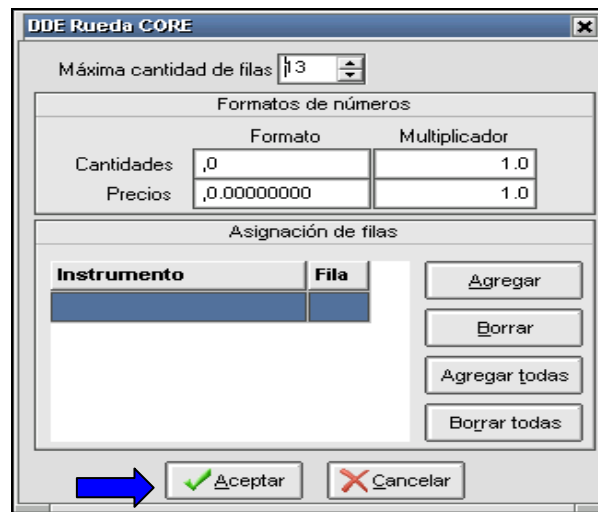 DDE Rueda CORE
Máxima cantidad de filas 13
Formatos de números
Formato Multiplicador
Cantidades ,0 1.0
Precios ,0.00000000 1.0
Asignación de filas
Instrumento Fila
Agregar
Borrar
Agregar todas
Borrar todas
Aceptar Cancelar